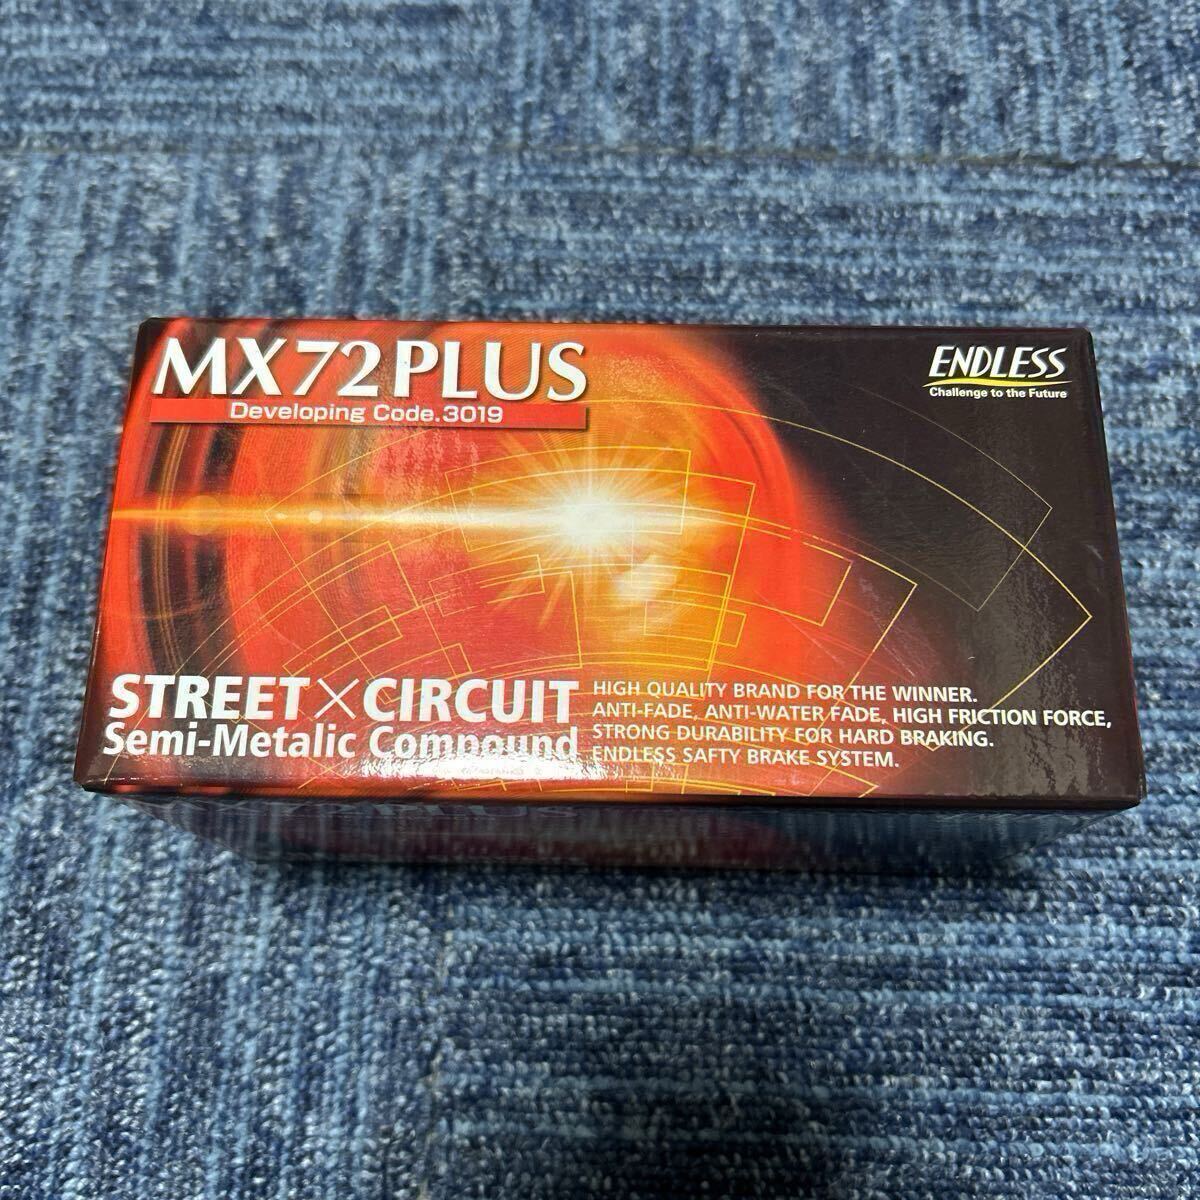 MX72PLUS
Developing Code.3019
ENDLESS
Challenge to the Future
STREET×CIRCUIT
Semi-Metalic Compound
HIGH QUALITY BRAND FOR THE WINNER.
ANTI-FADE, ANTI-WATER FADE, HIGH FRICTION FORCE,
STRONG DURABILITY FOR HARD BRAKING.
ENDLESS SAFTY BRAKE SYSTEM.